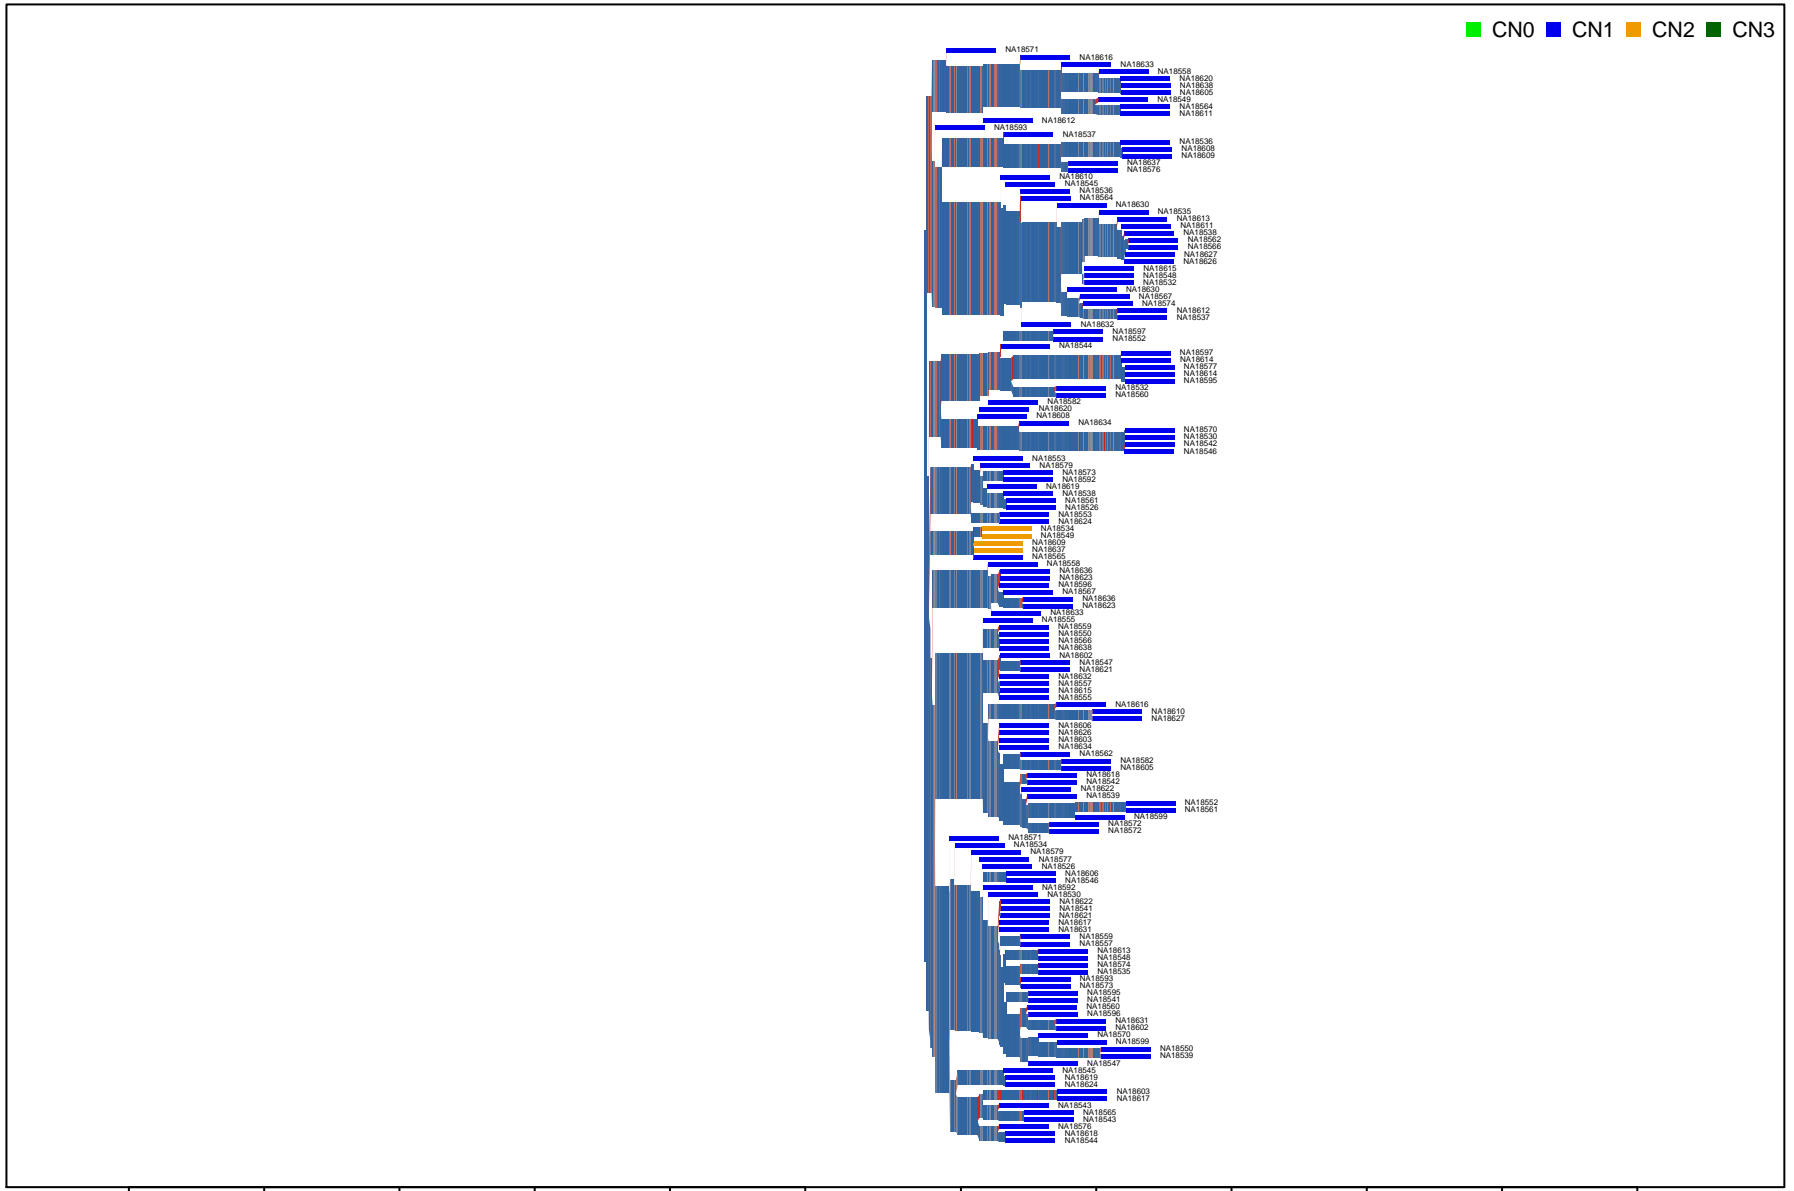 CN0 CN1 CN2 CN3
NA18571
NA18616
NA18633
NA18558
NA18620
NA18638
NA18605
NA18549
NA18564
NA18611
NA18612
NA18593
NA18537
NA18536
NA18608
NA18609
NA18637
NA18576
NA18610
NA18545
NA18536
NA18564
NA18630
NA18535
NA18613
NA18611
NA18538
NA18562
NA18566
NA18627
NA18626
NA18615
NA18548
NA18532
NA18630
NA18567
NA18574
NA18612
NA18537
NA18632
NA18597
NA18552
NA18544
NA18597
NA18614
NA18577
NA18614
NA18595
NA18532
NA18560
NA18582
NA18620
NA18608
NA18634
NA18570
NA18530
NA18542
NA18546
NA18553
NA18579
NA18573
NA18592
NA18619
NA18538
NA18561
NA18526
NA18553
NA18624
NA18534
NA18549
NA18609
NA18637
NA18565
NA18558
NA18636
NA18623
NA18596
NA18567
NA18636
NA18623
NA18633
NA18555
NA18559
NA18550
NA18566
NA18638
NA18602
NA18547
NA18621
NA18632
NA18557
NA18615
NA18555
NA18616
NA18610
NA18627
NA18606
NA18626
NA18603
NA18634
NA18562
NA18582
NA18605
NA18618
NA18542
NA18622
NA18539
NA18552
NA18561
NA18599
NA18572
NA18572
NA18571
NA18534
NA18579
NA18577
NA18526
NA18606
NA18546
NA18592
NA18530
NA18622
NA18541
NA18621
NA18617
NA18631
NA18559
NA18557
NA18613
NA18548
NA18574
NA18535
NA18593
NA18573
NA18595
NA18541
NA18560
NA18596
NA18631
NA18602
NA18570
NA18599
NA18550
NA18539
NA18547
NA18545
NA18619
NA18624
NA18603
NA18617
NA18543
NA18565
NA18543
NA18576
NA18618
NA18544